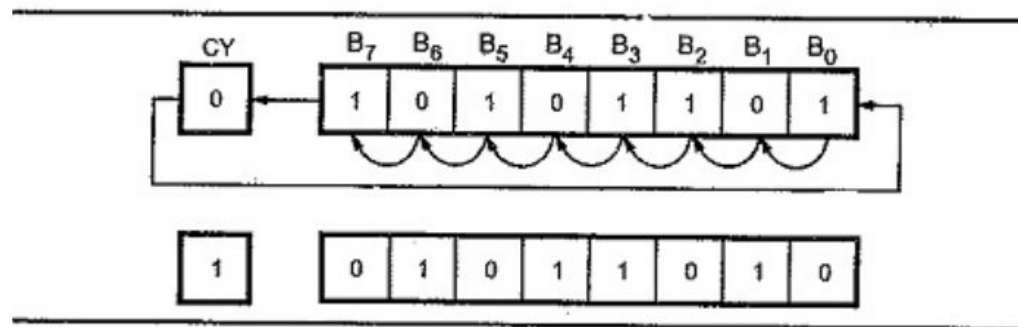 CY B₇ B₆ B₅ B₄ B₃ B₂ B₁ B₀
0 1 0 1 0 1 1 0 1
1 0 1 0 1 1 0 1 0